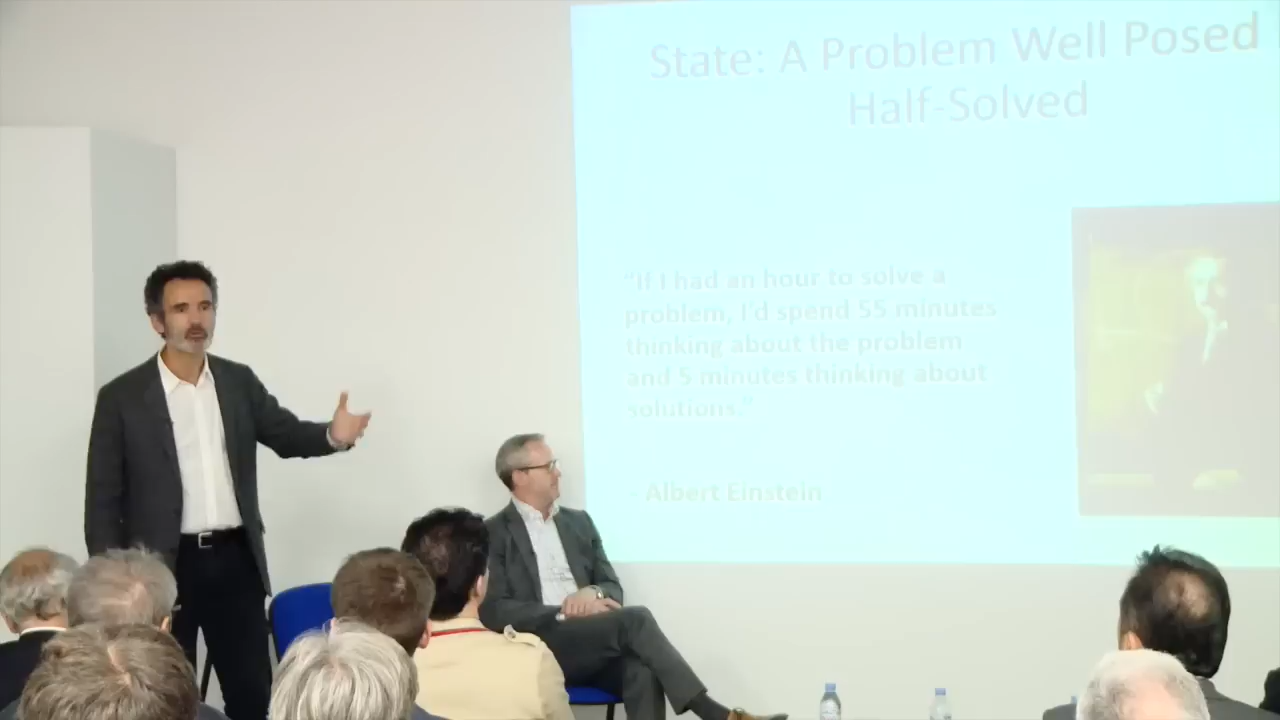 State: A Problem Well Posed
Half-Solved
"If I had an hour to solve a
problem, I'd spend 55 minutes
thinking about the problem
and 5 minutes thinking about
solutions."
- Albert Einstein